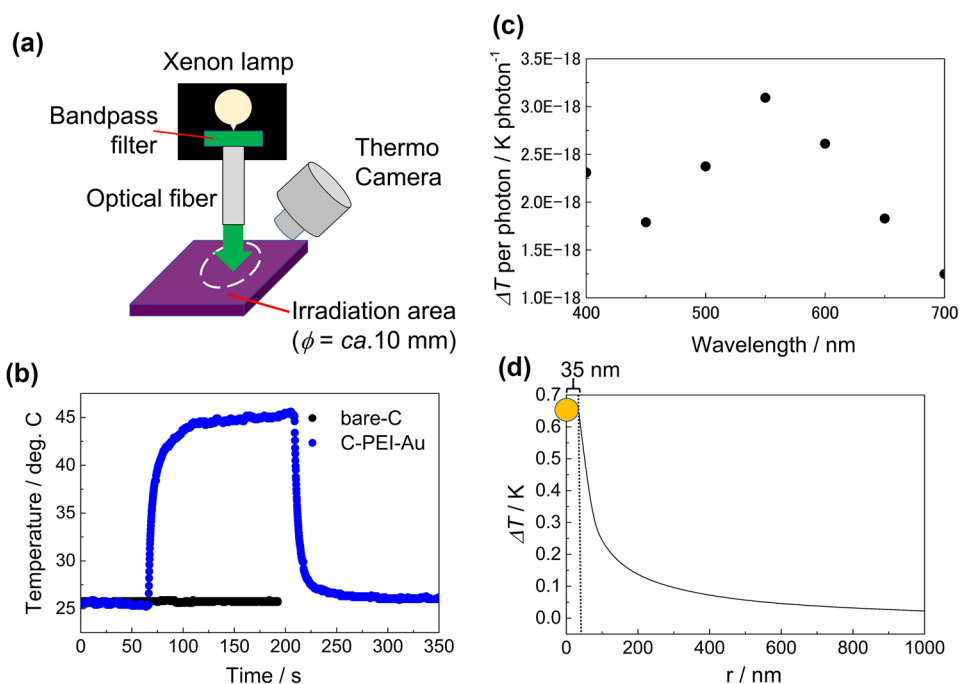 (a)
Xenon lamp
Bandpass
filter
Optical fiber
Thermo
Camera
Irradiation area
(ϕ = ca.10 mm)
(b)
Temperature / deg. C
45
40
35
30
25
0 50 100 150 200 250 300 350
Time / s
bare-C
C-PEI-Au
(c)
ΔT per photon / K photon⁻¹
3.5E−18
3.0E−18
2.5E−18
2.0E−18
1.5E−18
1.0E−18
400 500 600 700
Wavelength / nm
(d)
35 nm
ΔT / K
0.7
0.6
0.5
0.4
0.3
0.2
0.1
0.0
0 200 400 600 800 1000
r / nm